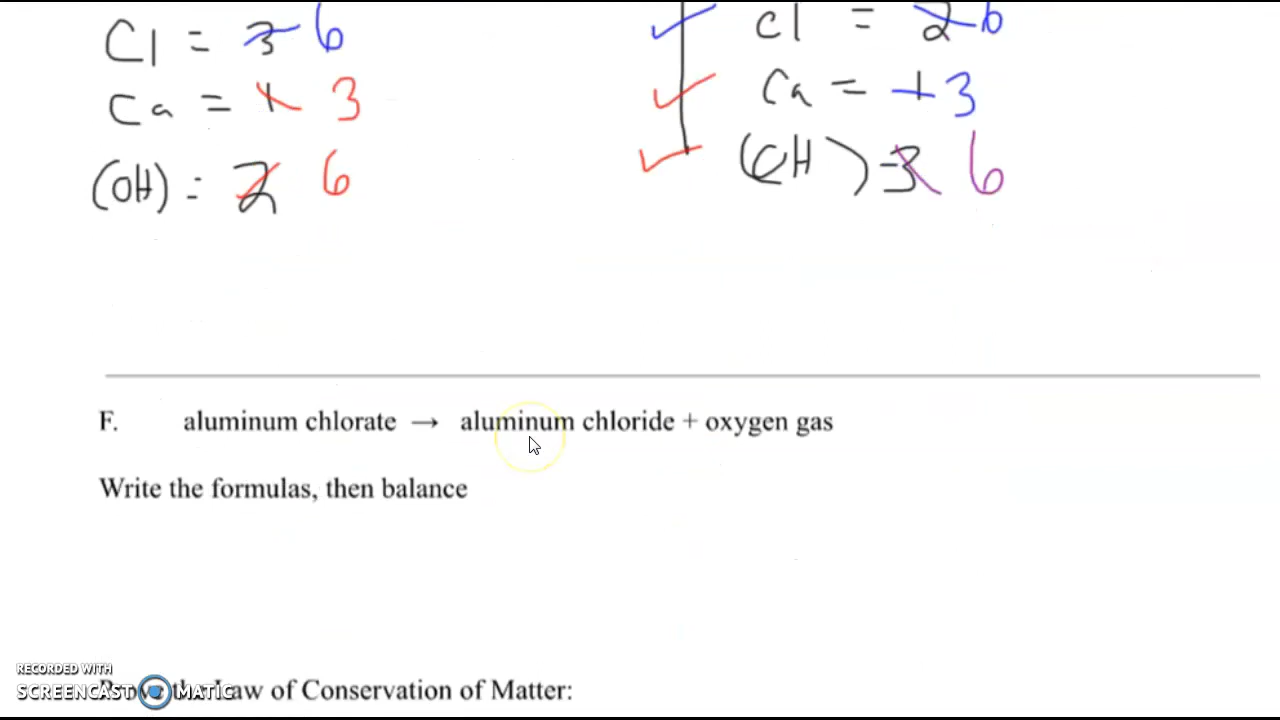 Cl = 3 6 Cl = 2 6
Ca = 1 3 Ca = 1 3
(OH) = 2 6 (OH) = 3 6
F. aluminum chlorate → aluminum chloride + oxygen gas
Write the formulas, then balance
RECORDED WITH
SCREENCAST MATIC
Prove the Law of Conservation of Matter: